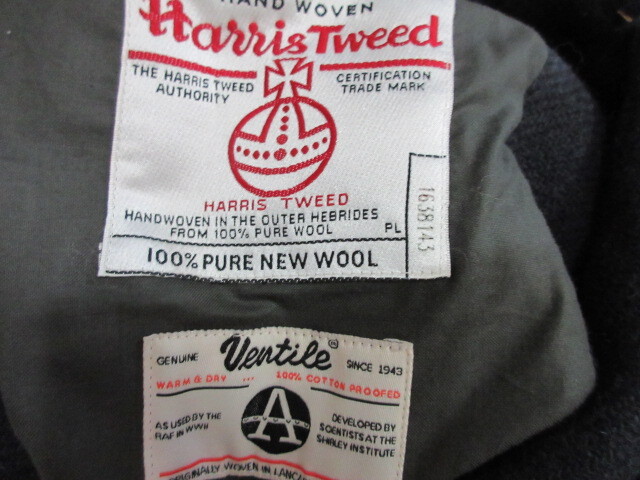 HAND WOVEN
Harris Tweed
THE HARRIS TWEED
AUTHORITY
CERTIFICATION
TRADE MARK
HARRIS TWEED
HANDWOVEN IN THE OUTER HEBRIDES
FROM 100% PURE WOOL
PL
1638143
100% PURE NEW WOOL
GENUINE
Ventile®
SINCE 1943
WARM & DRY ... 100% COTTON PROOFED
AS USED BY THE
RAF IN WWII
A
DEVELOPED BY
SCIENTISTS AT THE
SHIRLEY INSTITUTE
ORIGINALLY WOVEN IN